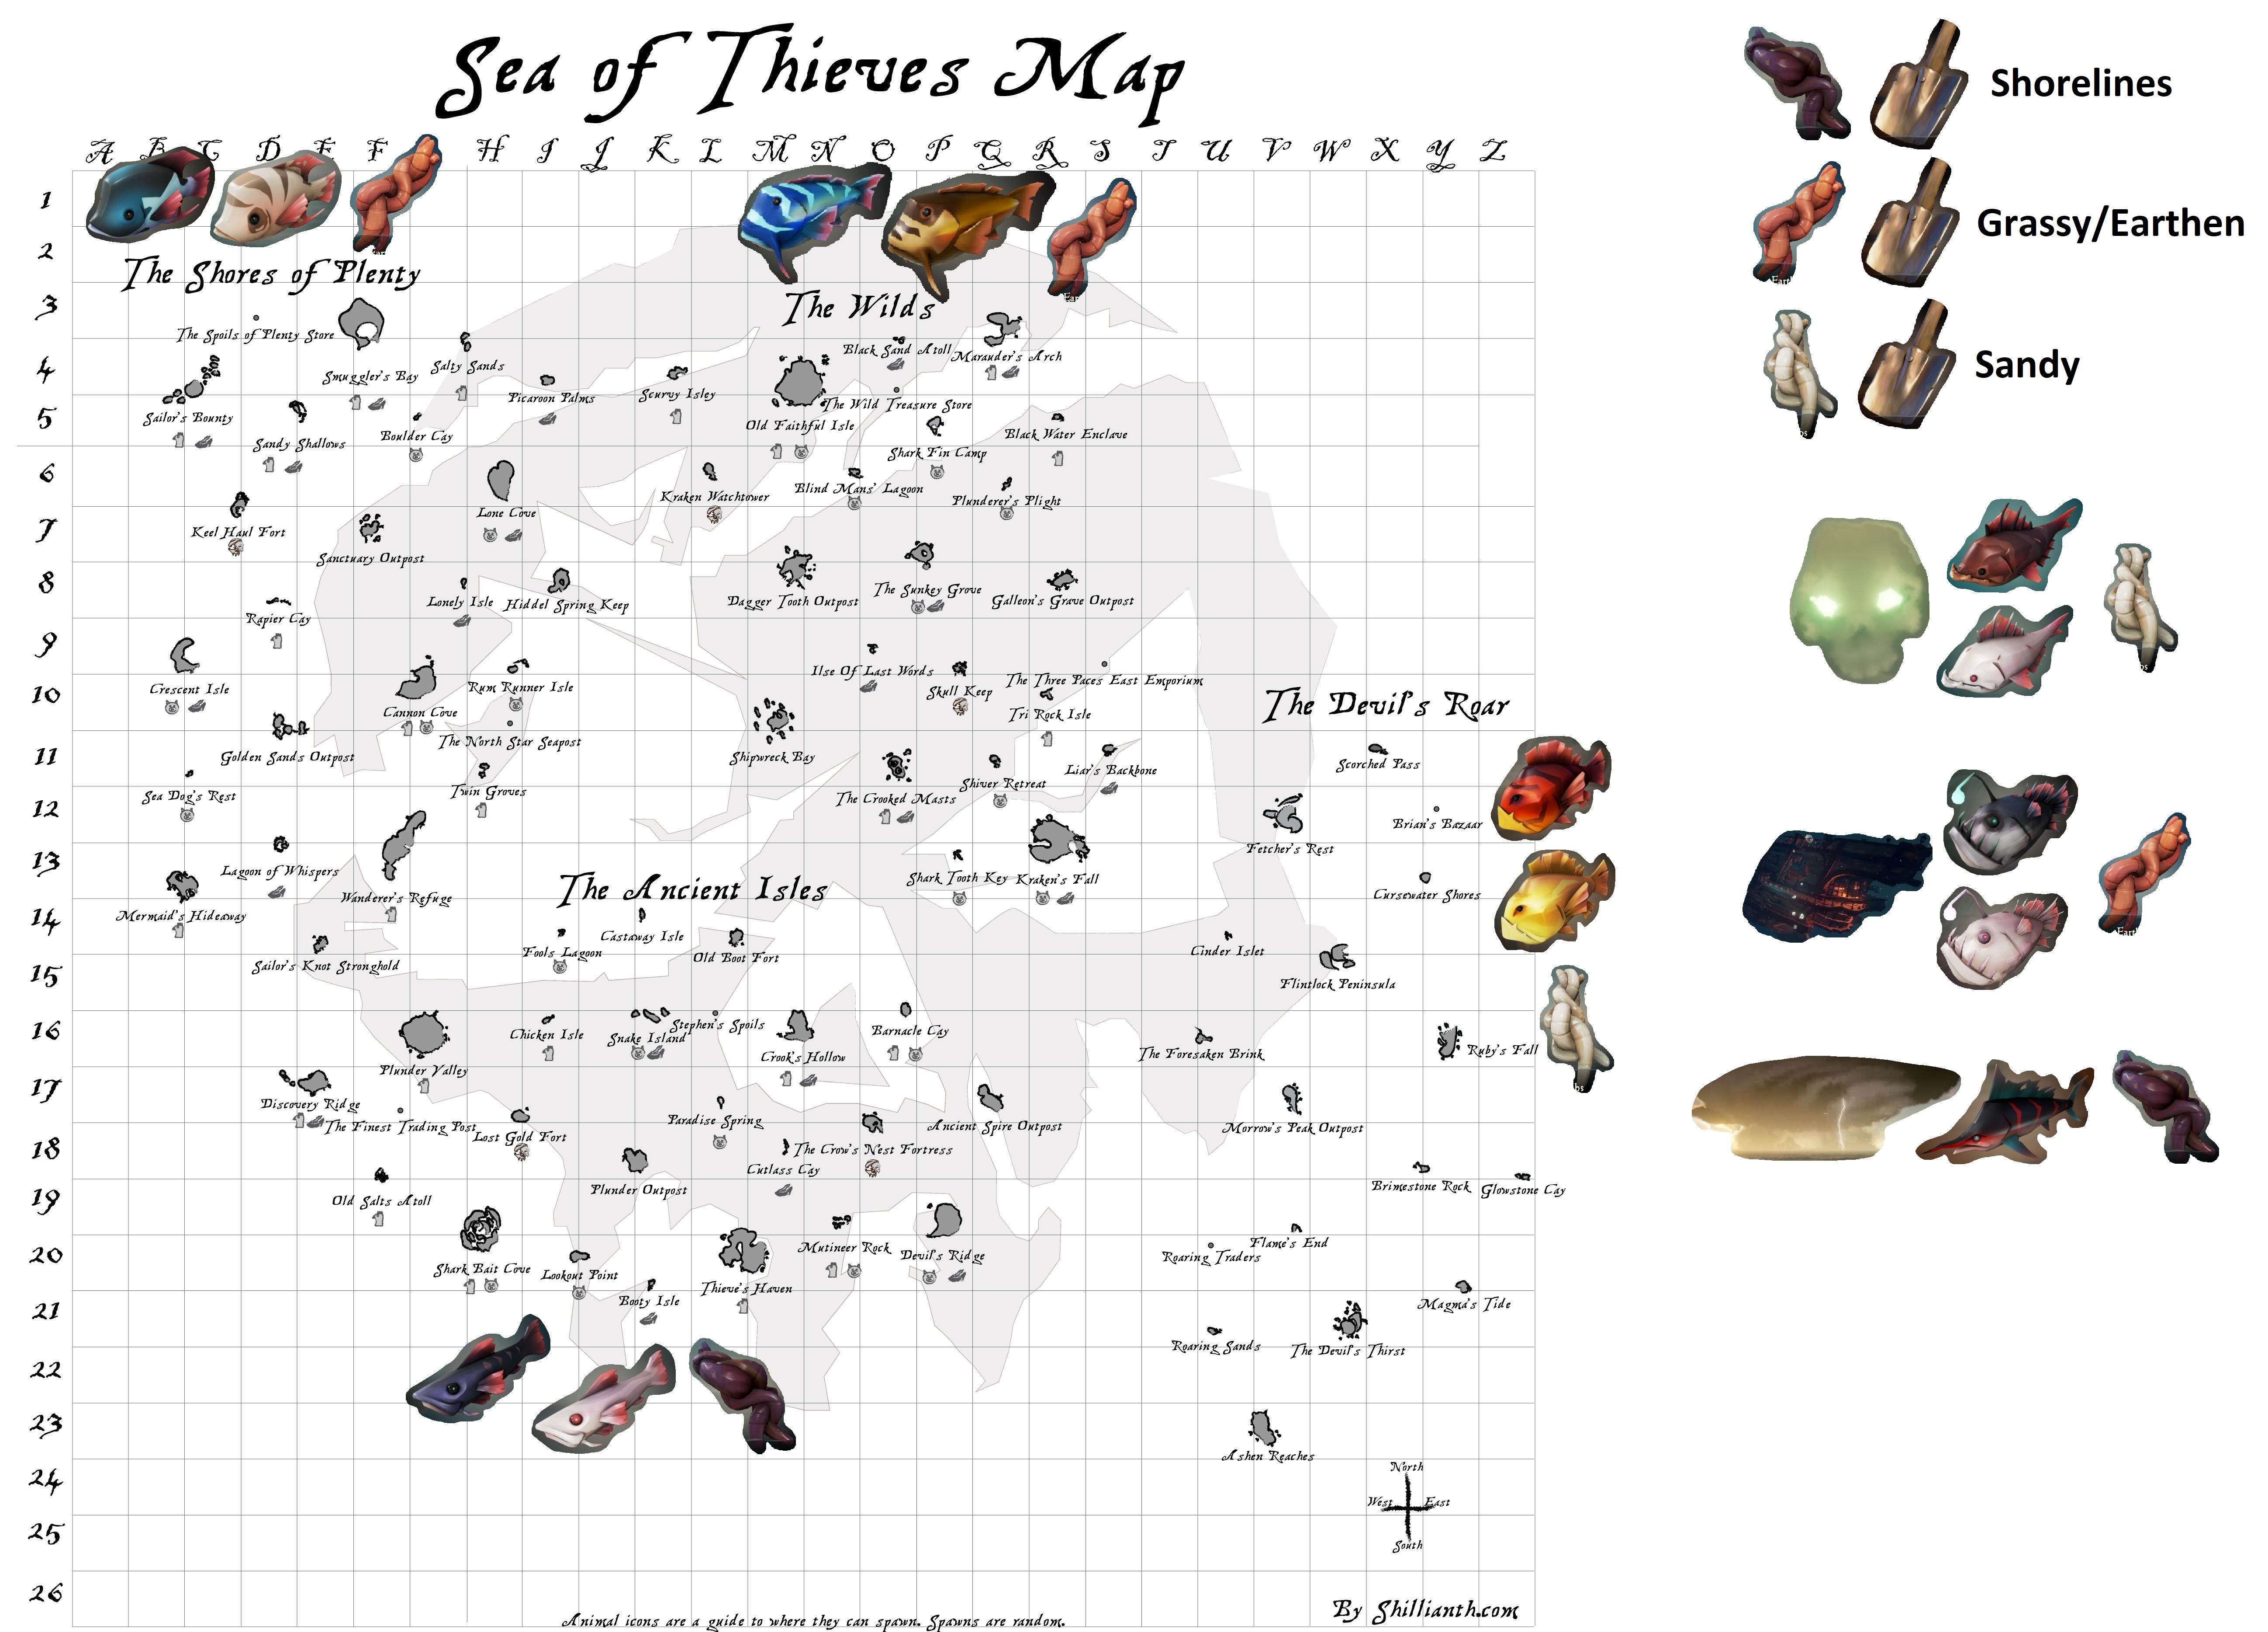 Sea of Thieves Map
Shorelines
Grassy/Earthen
Sandy
A B C D E F H I J K L M N O P Q R S T U V W X Y Z
1
2
3
4
5
6
7
8
9
10
11
12
13
14
15
16
17
18
19
20
21
22
23
24
25
26
The Shores of Plenty
The Wilds
The Spoils of Plenty Store
Salty Sands
Smuggler's Bay
Black Sand Atoll
Marauder's Arch
Picaroon Palms
Scurvy Isley
The Wild Treasure Store
Sailor's Bounty
Sandy Shallows
Boulder Cay
Old Faithful Isle
Black Water Enclave
Shark Fin Camp
Kraken Watchtower
Blind Mans' Lagoon
Plunderer's Plight
Lone Cove
Keel Haul Fort
Sanctuary Outpost
Lonely Isle
Hiddel Spring Keep
Dagger Tooth Outpost
The Sunkey Grove
Galleon's Grave Outpost
Rapier Cay
Crescent Isle
Rum Runner Isle
Ilse Of Last Words
Skull Keep
The Three Paces East Emporium
Cannon Cove
Tri Rock Isle
The Devil's Roar
The North Star Seapost
Golden Sands Outpost
Shipwreck Bay
Scorched Pass
Liar's Backbone
Shiver Retreat
Sea Dog's Rest
Twin Groves
The Crooked Masts
Brian's Bazaar
Fetcher's Rest
Lagoon of Whispers
Wanderer's Refuge
The Ancient Isles
Shark Tooth Key
Kraken's Fall
Cursewater Shores
Mermaid's Hideaway
Castaway Isle
Fools Lagoon
Old Boot Fort
Cinder Islet
Sailor's Knot Stronghold
Flintlock Peninsula
Chicken Isle
Snake Island
Stephen's Spoils
Barnacle Cay
Crook's Hollow
The Foresaken Brink
Ruby's Fall
Plunder Valley
Discovery Ridge
The Finest Trading Post
Lost Gold Fort
Paradise Spring
Ancient Spire Outpost
Morrow's Peak Outpost
The Crow's Nest Fortress
Cutlass Cay
Plunder Outpost
Brimestone Rock
Glowstone Cay
Old Salts Atoll
Shark Bait Cove
Lookout Point
Mutineer Rock
Devil's Ridge
Flame's End
Roaring Traders
Thieve's Haven
Booty Isle
Magma's Tide
Roaring Sands
The Devil's Thirst
Ashen Reaches
North
West East
South
By Shillianth.com
Animal icons are a guide to where they can spawn. Spawns are random.